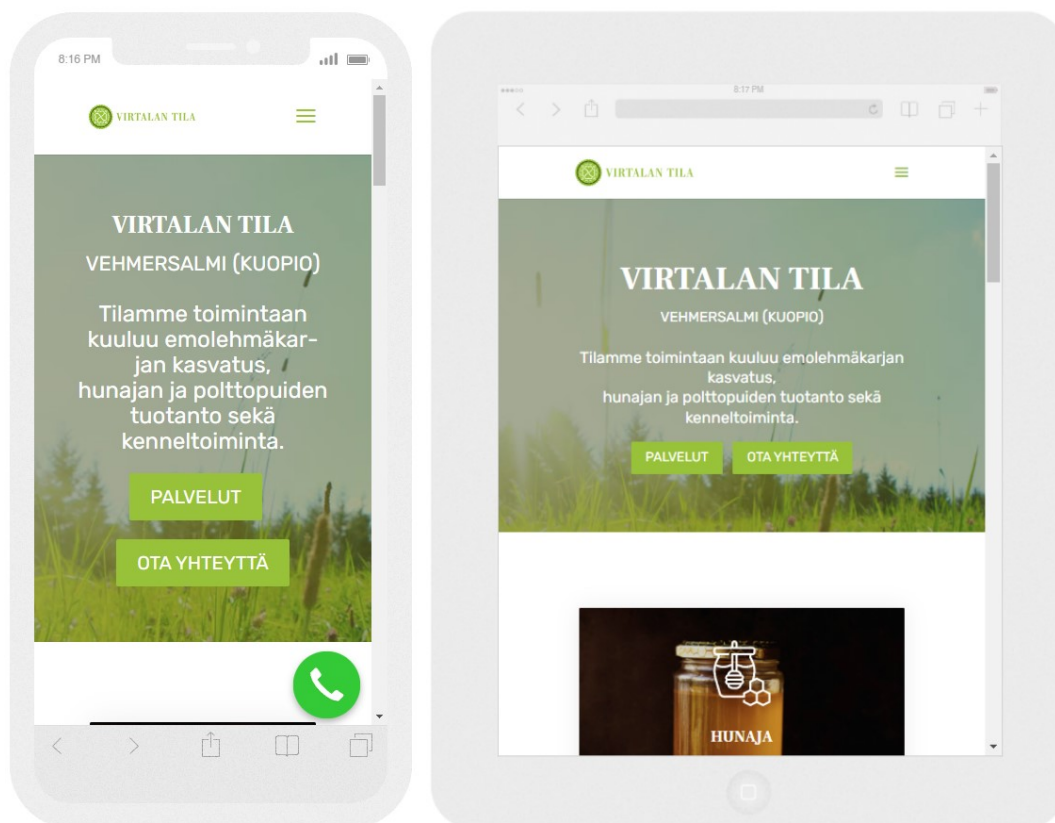 8:16 PM
VIRTALAN TILA
VIRTALAN TILA
VEHMERSALMI (KUOPIO)
Tilamme toimintaan
kuuluu emolehmäkar-
jan kasvatus,
hunajan ja polttopuiden
tuotanto sekä
kenneltoiminta.
PALVELUT
OTA YHTEYTTÄ
8:17 PM
VIRTALAN TILA
VIRTALAN TILA
VEHMERSALMI (KUOPIO)
Tilamme toimintaan kuuluu emolehmäkarjan
kasvatus,
hunajan ja polttopuiden tuotanto sekä
kenneltoiminta.
PALVELUT OTA YHTEYTTÄ
HUNAJA